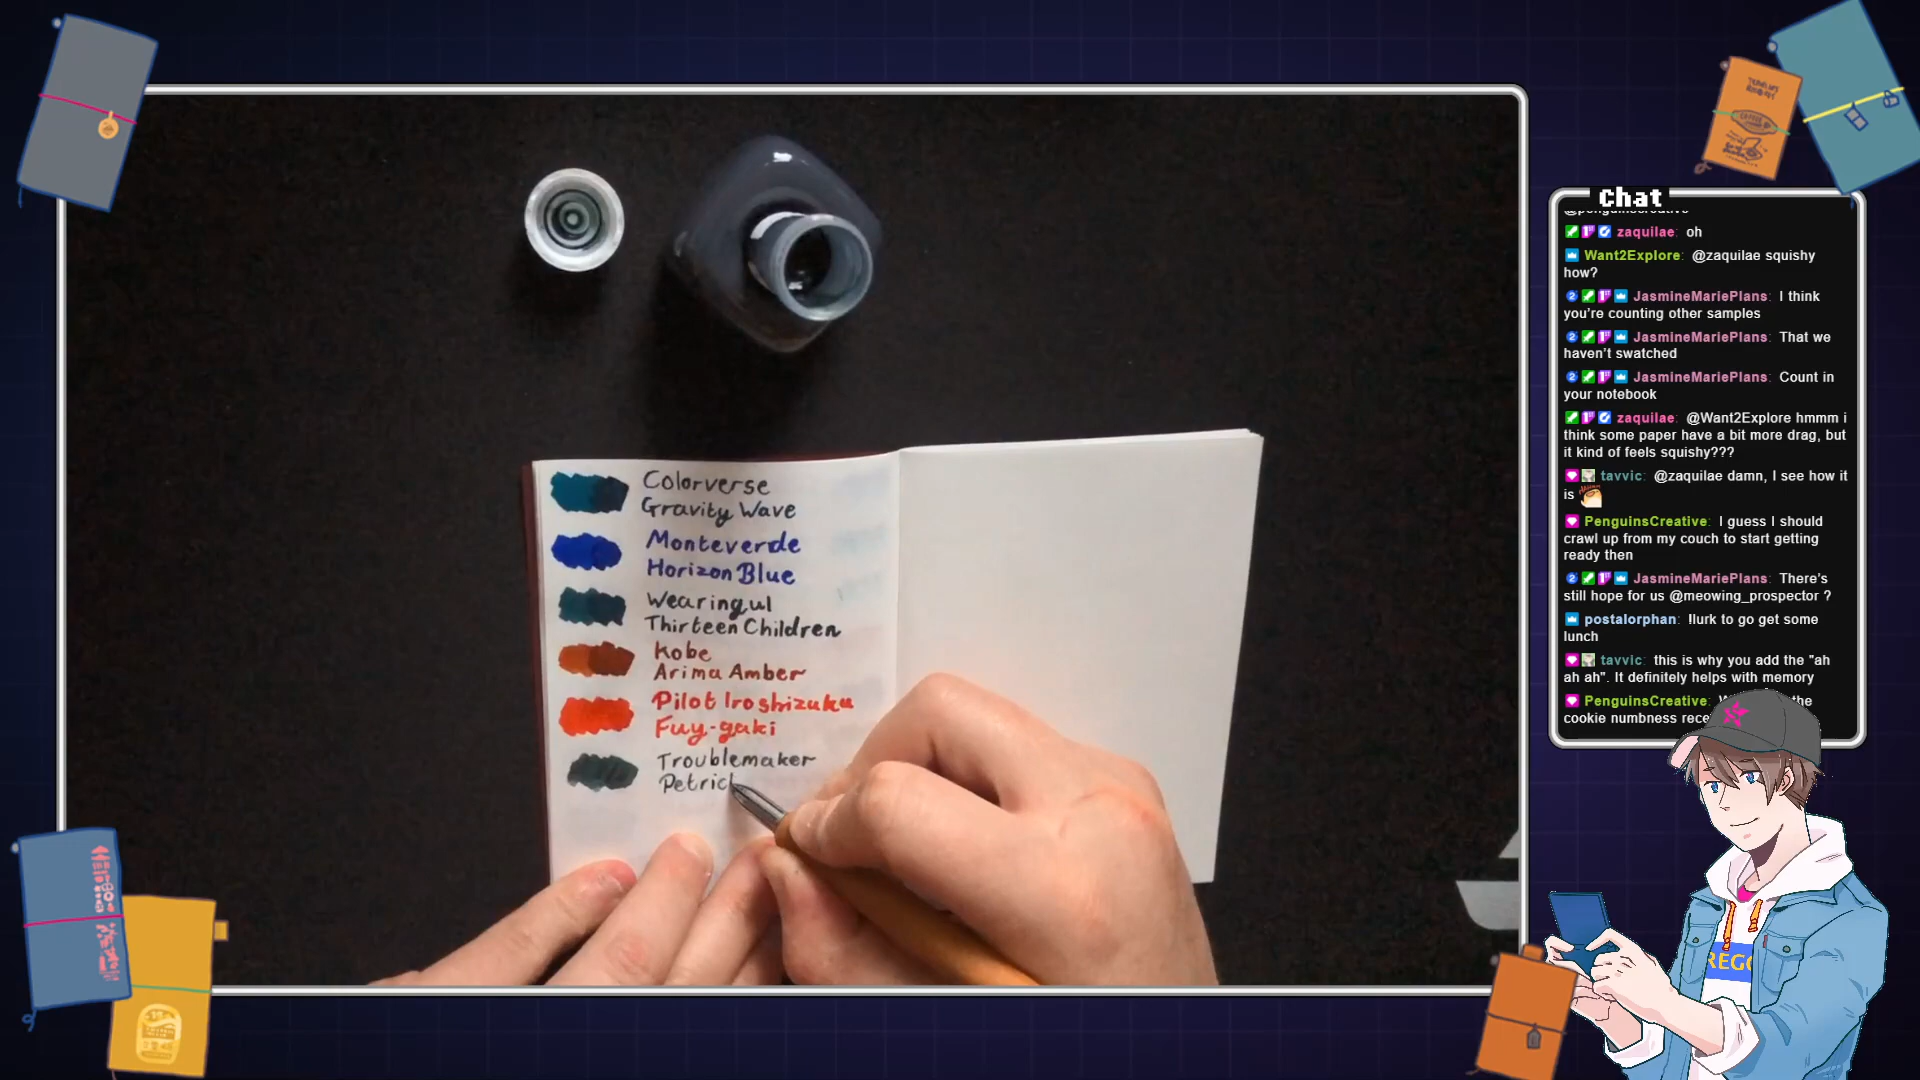 chat
zaquilae: oh
Want2Explore: @zaquilae squishy
how?
JasmineMariePlans: I think
you're counting other samples
JasmineMariePlans: That we
haven't swatched
JasmineMariePlans: Count in
your notebook
zaquilae: @Want2Explore hmmm i
think some paper have a bit more drag, but
it kind of feels squishy???
tavvic: @zaquilae damn, I see how it
is
PenguinsCreative: I guess I should
crawl up from my couch to start getting
ready then
JasmineMariePlans: There's
still hope for us @meowing_prospector ?
postalorphan: !lurk to go get some
lunch
tavvic: this is why you add the "ah
ah ah". It definitely helps with memory
PenguinsCreative: the
cookie numbness
Colorverse
Gravity Wave
Monteverde
Horizon Blue
Wearingul
Thirteen Children
Kobe
Arima Amber
Pilot Iroshizuku
Fuy-gaki
Troublemaker
Petrich